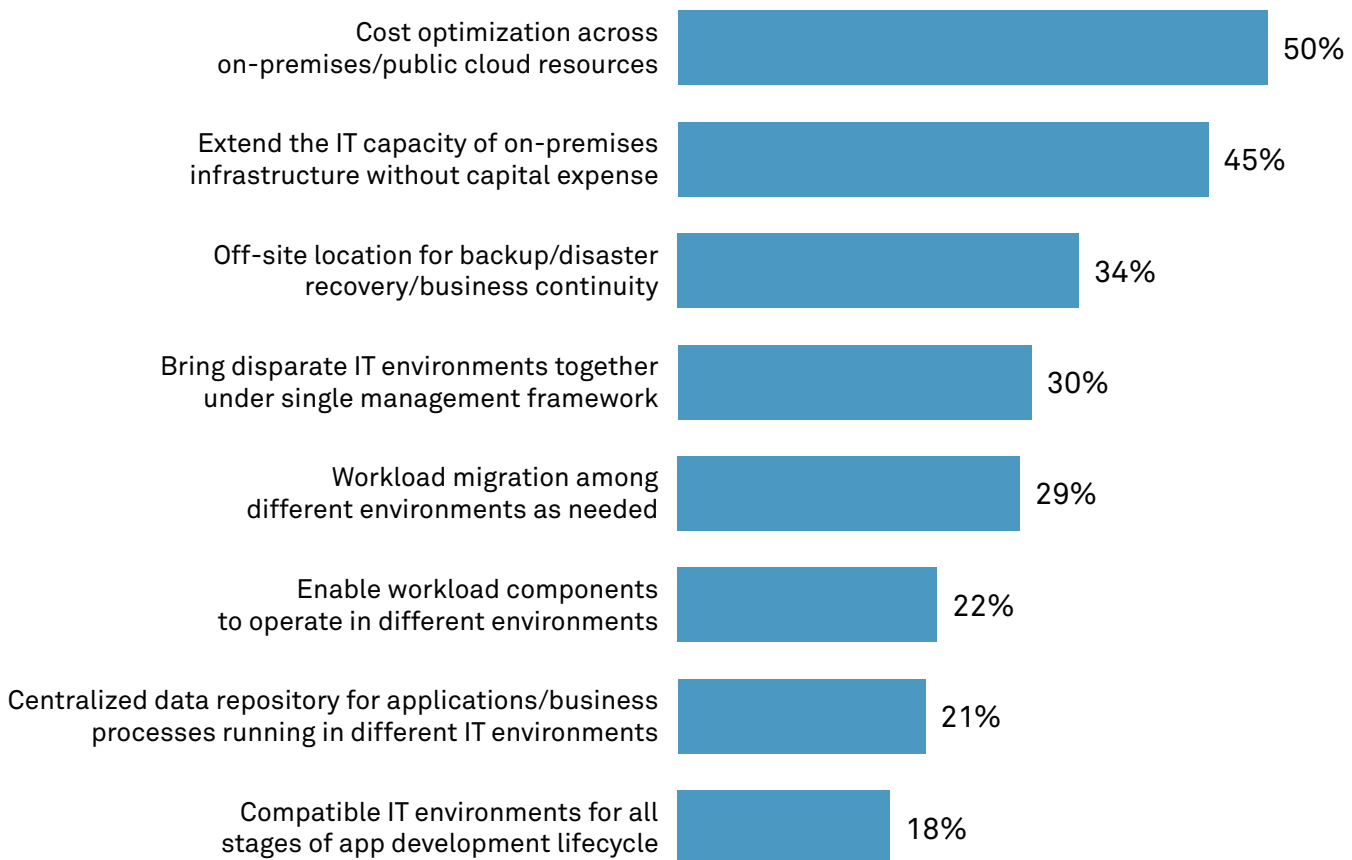 Cost optimization across
on-premises/public cloud resources
50%
Extend the IT capacity of on-premises
infrastructure without capital expense
45%
Off-site location for backup/disaster
recovery/business continuity
34%
Bring disparate IT environments together
under single management framework
30%
Workload migration among
different environments as needed
29%
Enable workload components
to operate in different environments
22%
Centralized data repository for applications/business
processes running in different IT environments
21%
Compatible IT environments for all
stages of app development lifecycle
18%